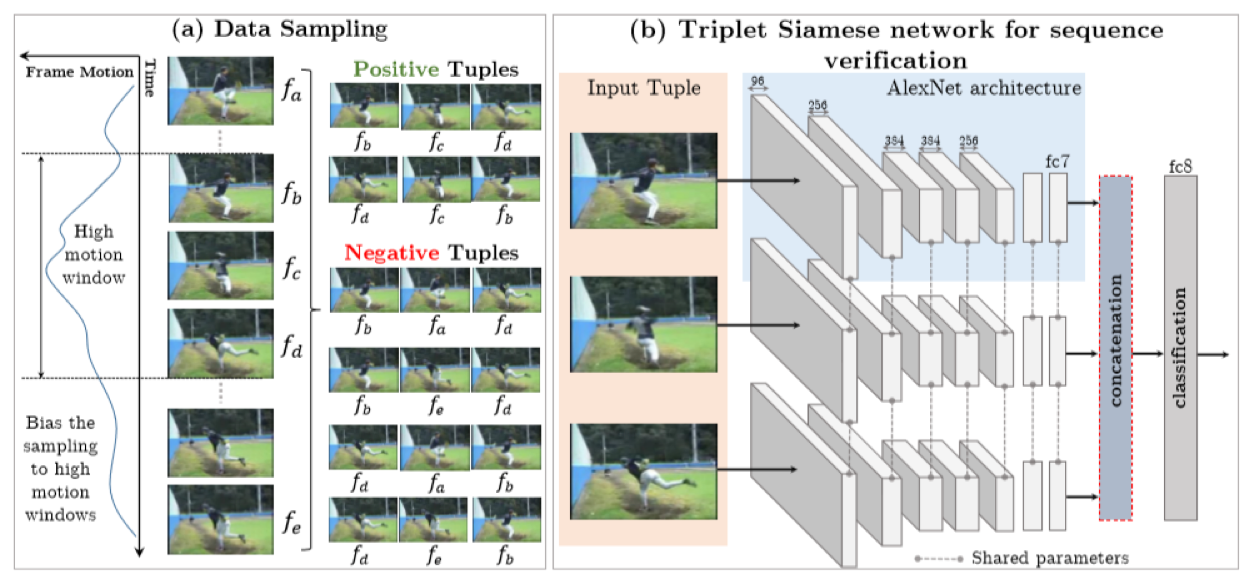 (a) Data Sampling
Frame Motion
Time
High
motion
window
Bias the
sampling
to high
motion
windows
f_a
f_b
f_c
f_d
f_e
Positive Tuples
f_b f_c f_d
f_d f_c f_b
Negative Tuples
f_b f_a f_d
f_b f_e f_d
f_d f_a f_b
f_d f_e f_b
(b) Triplet Siamese network for sequence
verification
Input Tuple
AlexNet architecture
96
256
384
384
256
fc7
fc8
concatenation
classification
Shared parameters